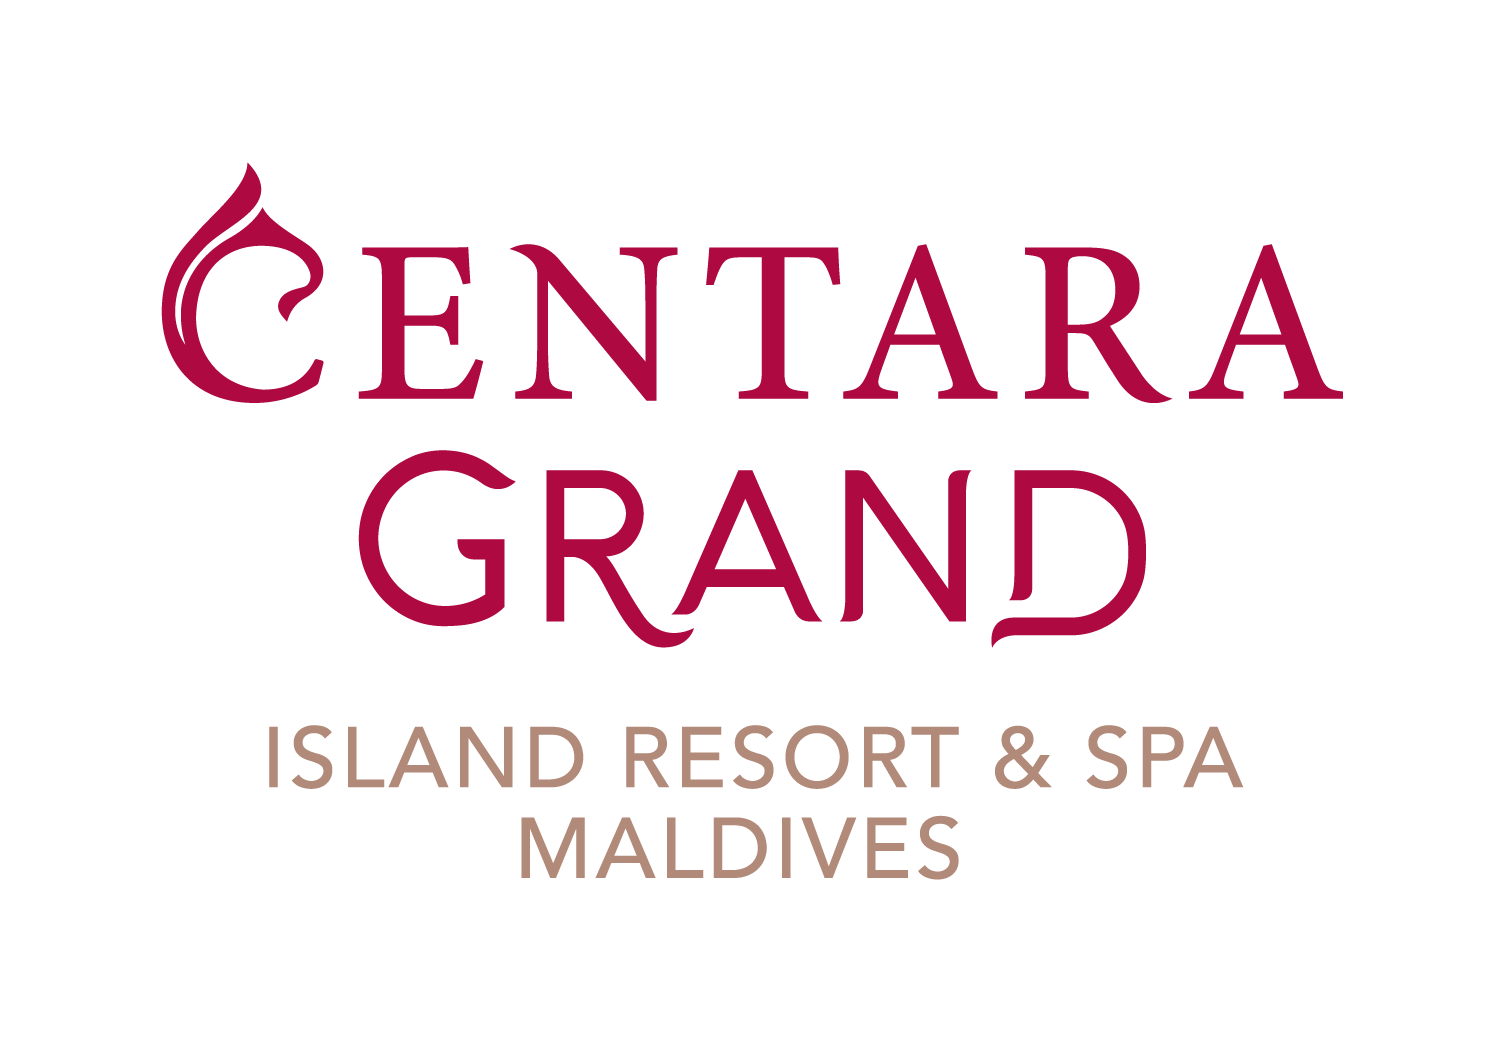 CENTARA
GRAND
ISLAND RESORT & SPA
MALDIVES